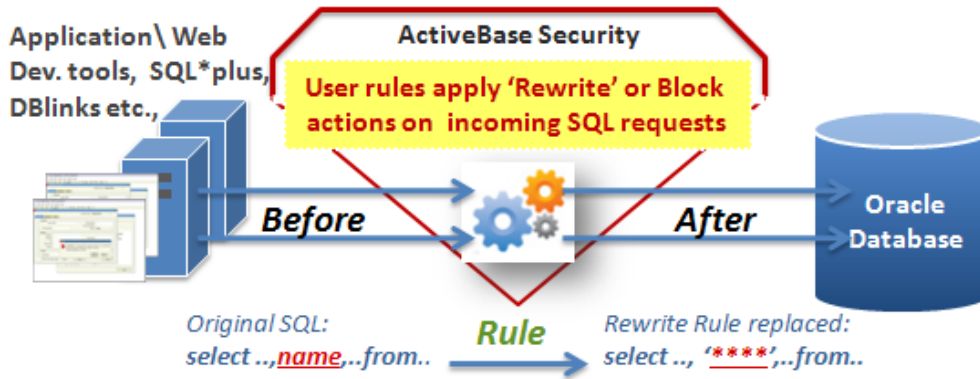 Application\ Web
Dev. tools, SQL*plus,
DBlinks etc.,
ActiveBase Security
User rules apply ‘Rewrite’ or Block
actions on incoming SQL requests
Before
After
Oracle
Database
Original SQL:
select ..,name,..from..
Rule
Rewrite Rule replaced:
select .., ‘****’,..from..